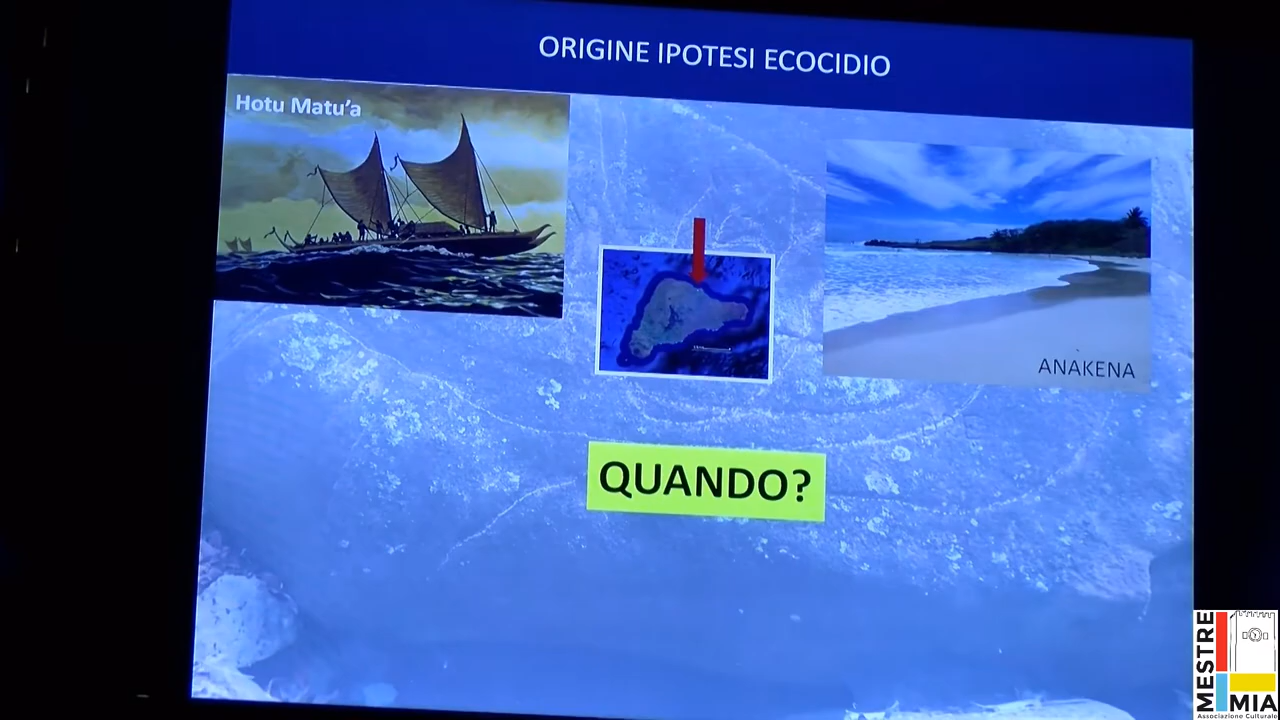 ORIGINE IPOTESI ECOCIDIO
Hotu Matu'a
ANAKENA
QUANDO?
MESTRE
MIA
Associazione Culturale